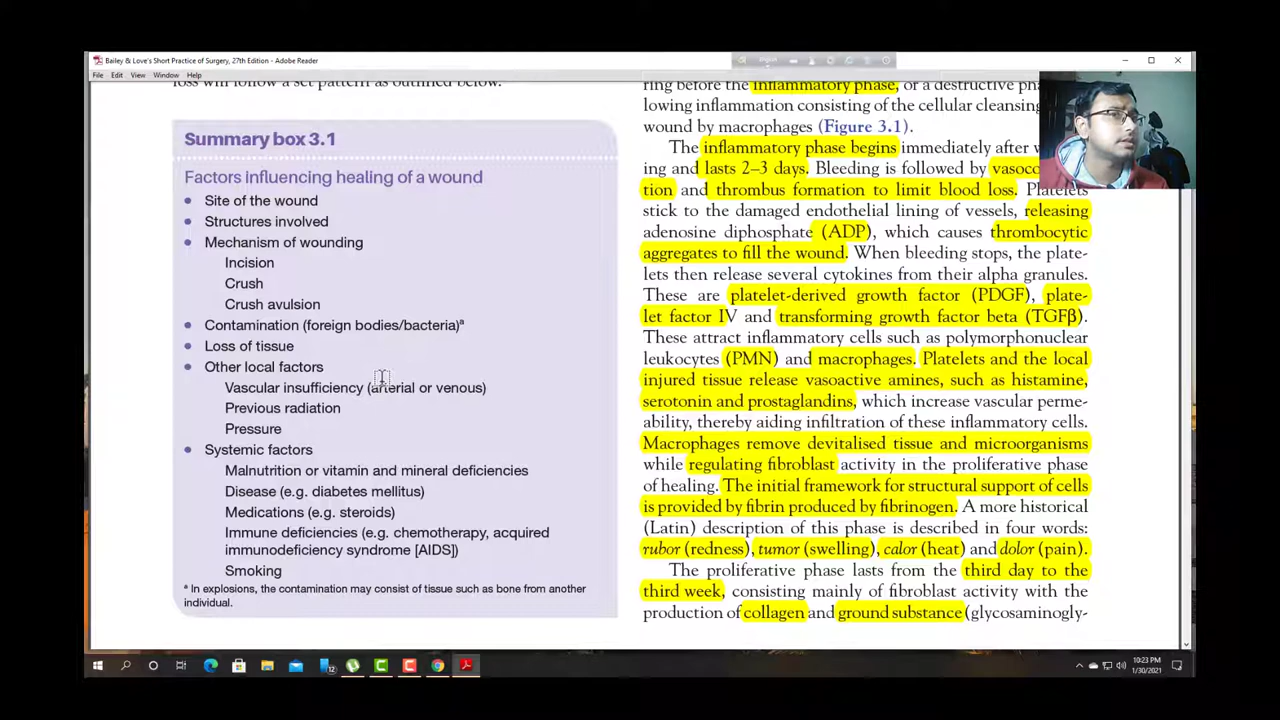 Bailey & Love's Short Practice of Surgery, 27th Edition - Adobe Reader
File Edit View Window Help
loss will follow a set pattern as outlined below.
Summary box 3.1
Factors influencing healing of a wound
• Site of the wound
• Structures involved
• Mechanism of wounding
Incision
Crush
Crush avulsion
• Contamination (foreign bodies/bacteria)ᵃ
• Loss of tissue
• Other local factors
Vascular insufficiency (arterial or venous)
Previous radiation
Pressure
• Systemic factors
Malnutrition or vitamin and mineral deficiencies
Disease (e.g. diabetes mellitus)
Medications (e.g. steroids)
Immune deficiencies (e.g. chemotherapy, acquired
immunodeficiency syndrome [AIDS])
Smoking
ᵃ In explosions, the contamination may consist of tissue such as bone from another
individual.
ring before the inflammatory phase, or a destructive
lowing inflammation consisting of the cellular cleansing
wound by macrophages (Figure 3.1).
The inflammatory phase begins immediately after
ing and lasts 2–3 days. Bleeding is followed by
tion and thrombus formation to limit blood loss. Platelets
stick to the damaged endothelial lining of vessels, releasing
adenosine diphosphate (ADP), which causes thrombocytic
aggregates to fill the wound. When bleeding stops, the plate-
lets then release several cytokines from their alpha granules.
These are platelet-derived growth factor (PDGF), plate-
let factor IV and transforming growth factor beta (TGFβ).
These attract inflammatory cells such as polymorphonuclear
leukocytes (PMN) and macrophages. Platelets and the local
injured tissue release vasoactive amines, such as histamine,
serotonin and prostaglandins, which increase vascular perme-
ability, thereby aiding infiltration of these inflammatory cells.
Macrophages remove devitalised tissue and microorganisms
while regulating fibroblast activity in the proliferative phase
of healing. The initial framework for structural support of cells
is provided by fibrin produced by fibrinogen. A more historical
(Latin) description of this phase is described in four words:
rubor (redness), tumor (swelling), calor (heat) and dolor (pain).
The proliferative phase lasts from the third day to the
third week, consisting mainly of fibroblast activity with the
production of collagen and ground substance (glycosaminogly-
12
10:23 PM
1/30/2021